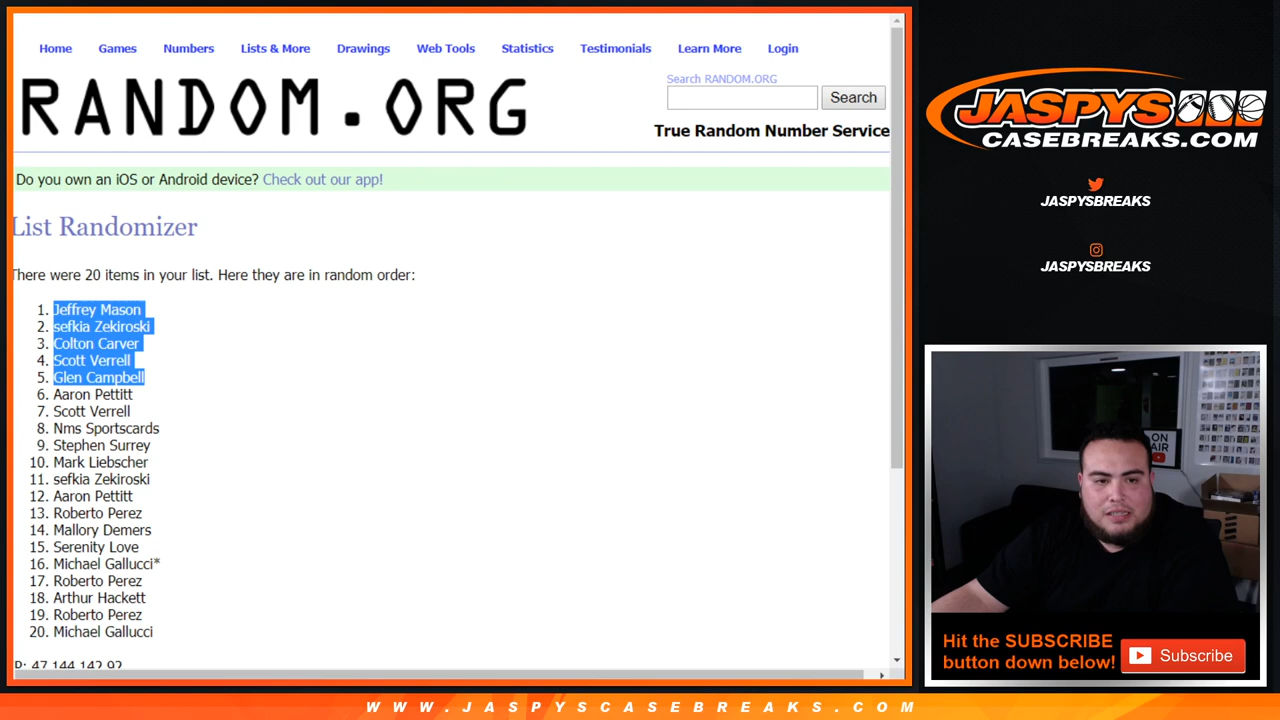 Home Games Numbers Lists & More Drawings Web Tools Statistics Testimonials Learn More Login
RANDOM.ORG
Search RANDOM.ORG
Search
True Random Number Service
Do you own an iOS or Android device? Check out our app!
List Randomizer
There were 20 items in your list. Here they are in random order:
1. Jeffrey Mason
2. sefkia Zekiroski
3. Colton Carver
4. Scott Verrell
5. Glen Campbell
6. Aaron Pettitt
7. Scott Verrell
8. Nms Sportscards
9. Stephen Surrey
10. Mark Liebscher
11. sefkia Zekiroski
12. Aaron Pettitt
13. Roberto Perez
14. Mallory Demers
15. Serenity Love
16. Michael Gallucci*
17. Roberto Perez
18. Arthur Hackett
19. Roberto Perez
20. Michael Gallucci
P: 47.144.142.92
JASPYS
CASEBREAKS.COM
JASPYSBREAKS
JASPYSBREAKS
ON
AIR
Hit the SUBSCRIBE
button down below!
Subscribe
WWW.JASPYSCASEBREAKS.COM